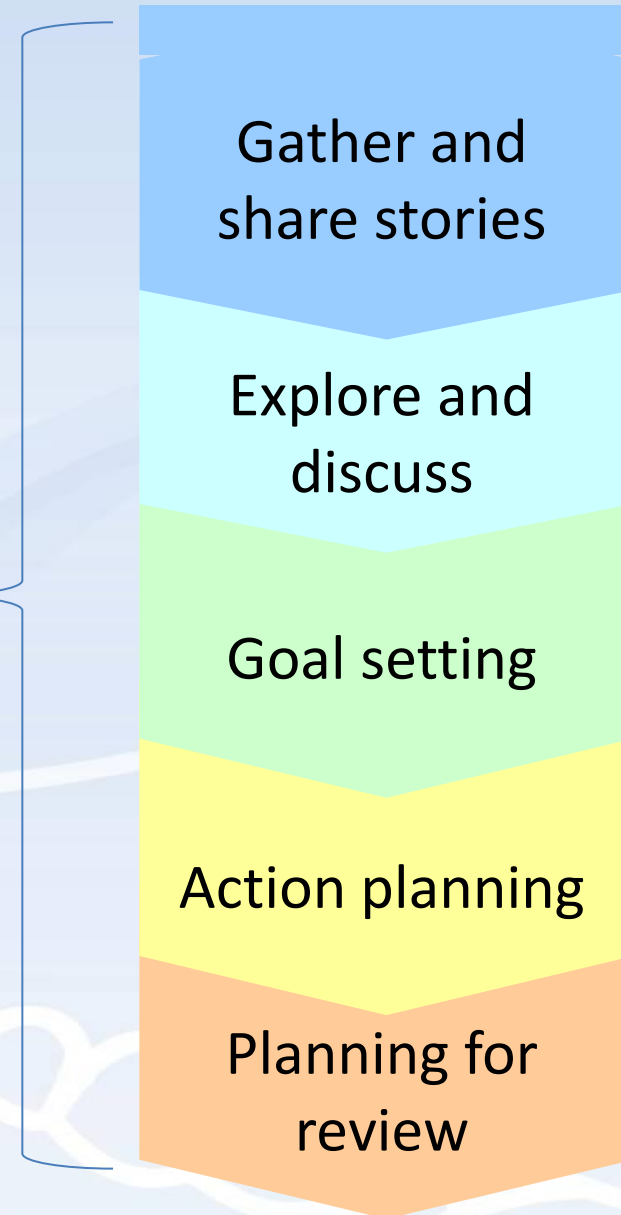 Gather and
share stories
Explore and
discuss
Goal setting
Action planning
Planning for
review